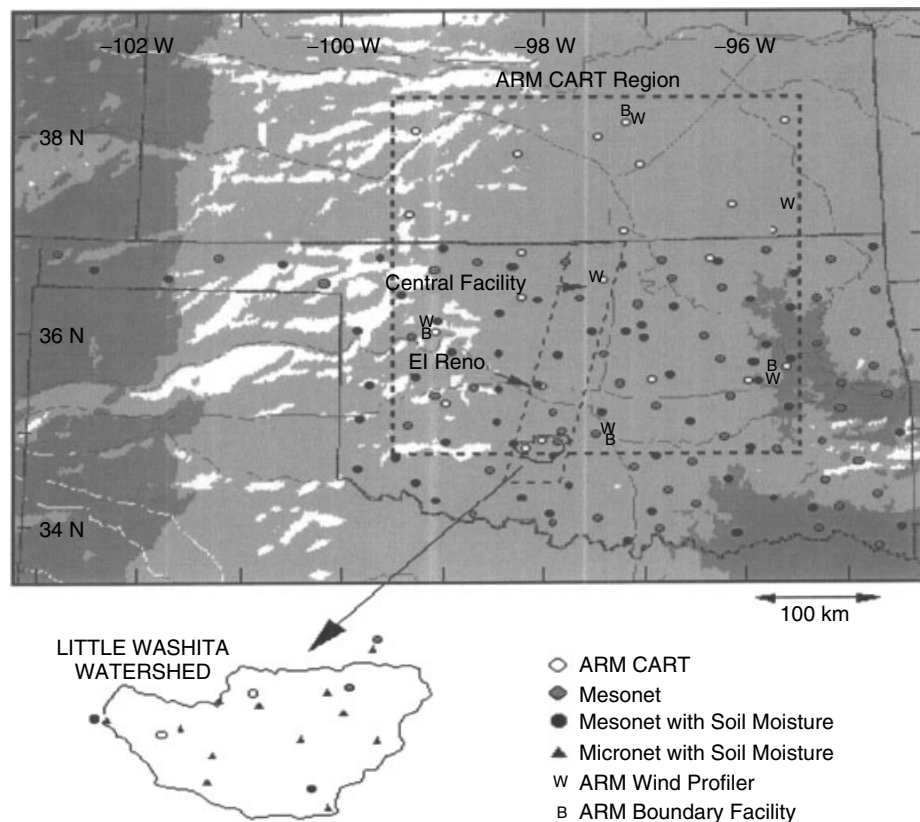 –102 W –100 W –98 W –96 W
ARM CART Region
B
W
38 N
W
Central Facility
W
W
B
36 N
El Reno
B
W
W
B
34 N
100 km
LITTLE WASHITA
WATERSHED
ARM CART
Mesonet
Mesonet with Soil Moisture
Micronet with Soil Moisture
W ARM Wind Profiler
B ARM Boundary Facility